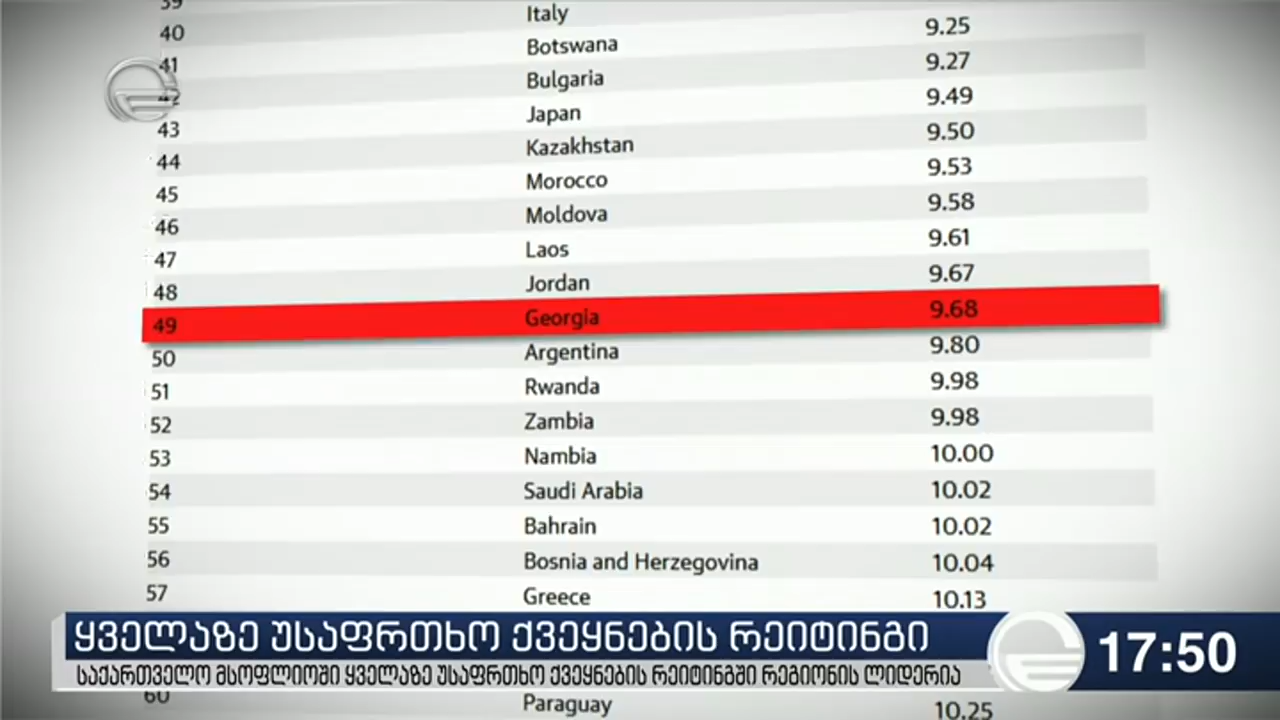 39
40 Italy
41 Botswana 9.25
42 Bulgaria 9.27
43 Japan 9.49
44 Kazakhstan 9.50
45 Morocco 9.53
46 Moldova 9.58
47 Laos 9.61
48 Jordan 9.67
49 Georgia 9.68
50 Argentina 9.80
51 Rwanda 9.98
52 Zambia 9.98
53 Nambia 10.00
54 Saudi Arabia 10.02
55 Bahrain 10.02
56 Bosnia and Herzegovina 10.04
57 Greece 10.13
ყველაზე უსაფრთხო ქვეყნების რეიტინგი
17:50
საქართველო მსოფლიოში ყველაზე უსაფრთხო ქვეყნების რეიტინგში რეგიონის ლიდერია
60 Paraguay 10.25